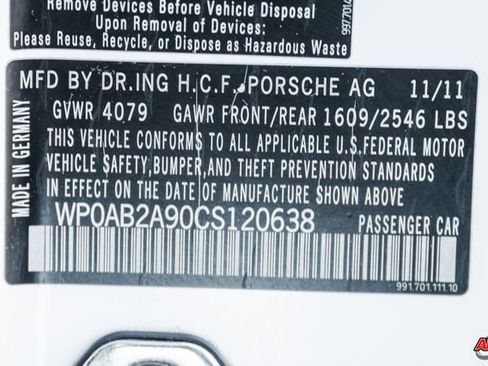 Remove Devices Before Vehicle Disposal
Upon Removal of Devices:
Please Reuse, Recycle, or Dispose as Hazardous Waste
997.701.
MFD BY DR.ING H.C.F. PORSCHE AG 11/11
GVWR 4079 GAWR FRONT/REAR 1609/2546 LBS
THIS VEHICLE CONFORMS TO ALL APPLICABLE U.S.FEDERAL MOTOR
VEHICLE SAFETY,BUMPER,AND THEFT PREVENTION STANDARDS
IN EFFECT ON THE DATE OF MANUFACTURE SHOWN ABOVE
WP0AB2A90CS120638 PASSENGER CAR
MADE IN GERMANY
991.701.111.10